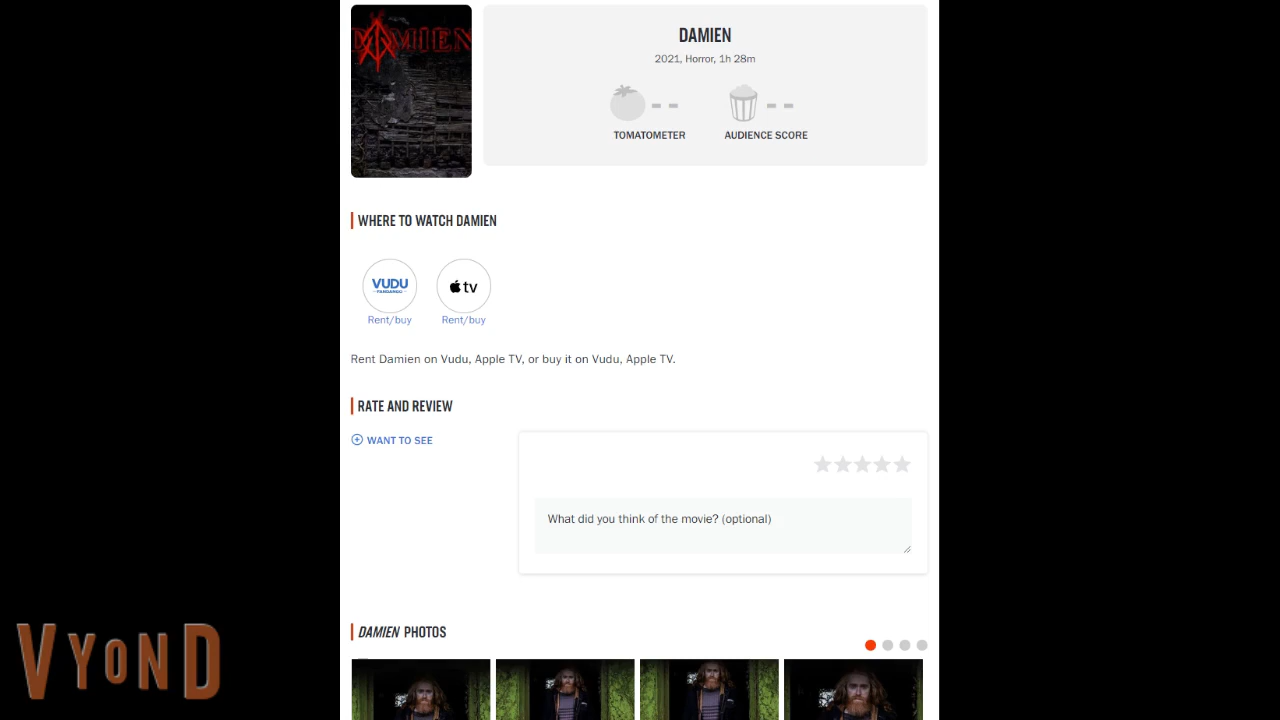 DAMIEN
DAMIEN
2021, Horror, 1h 28m
- - - -
TOMATOMETER AUDIENCE SCORE
WHERE TO WATCH DAMIEN
VUDU
FANDANGO
tv
Rent/buy Rent/buy
Rent Damien on Vudu, Apple TV, or buy it on Vudu, Apple TV.
RATE AND REVIEW
WANT TO SEE
What did you think of the movie? (optional)
DAMIEN PHOTOS
VYOND